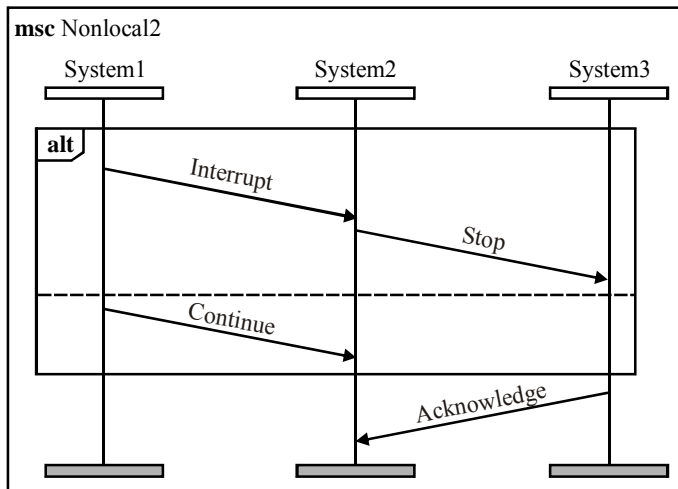 msc Nonlocal2
System1 System2 System3
alt
Interrupt
Stop
Continue
Acknowledge